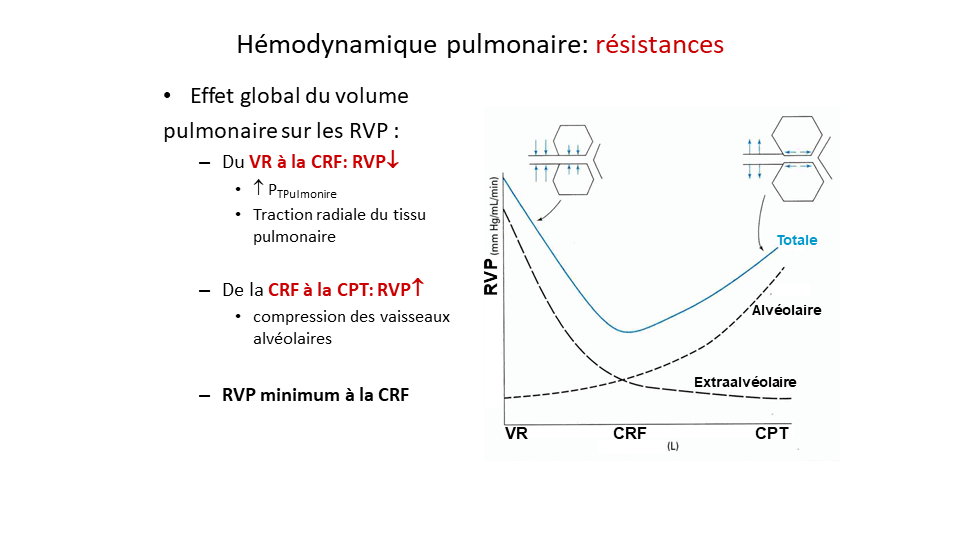 Hémodynamique pulmonaire: résistances
• Effet global du volume
pulmonaire sur les RVP :
– Du VR à la CRF: RVP↓
• ↑ PTPulmonire
• Traction radiale du tissu
pulmonaire
– De la CRF à la CPT: RVP↑
• compression des vaisseaux
alvéolaires
– RVP minimum à la CRF
RVP (mm Hg/mL/min)
Totale
Alvéolaire
Extraalvéolaire
VR CRF CPT
(L)